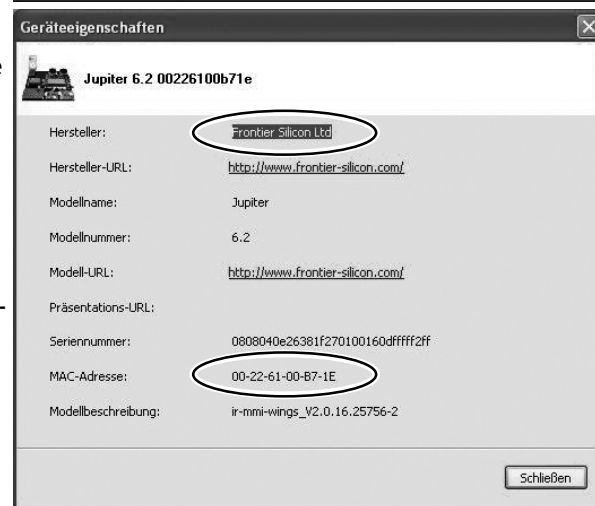 Geräteeigenschaften
Jupiter 6.2 00226100b71e
Hersteller: Frontier Silicon Ltd
Hersteller-URL: http://www.frontier-silicon.com/
Modellname: Jupiter
Modellnummer: 6.2
Modell-URL: http://www.frontier-silicon.com/
Präsentations-URL:
Seriennummer: 0808040e26381f270100160dfffff2ff
MAC-Adresse: 00-22-61-00-B7-1E
Modellbeschreibung: ir-mmi-wings_V2.0.16.25756-2
Schließen